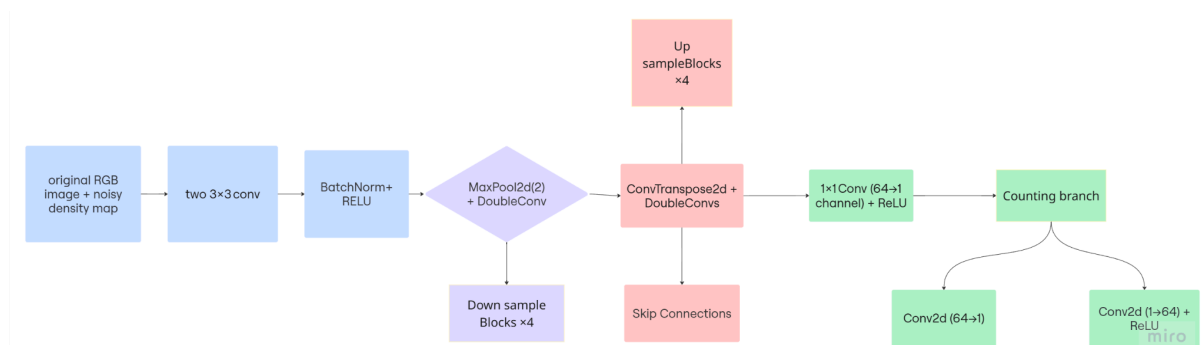 Up
sampleBlocks
×4
original RGB
image + noisy
density map
two 3×3 conv
BatchNorm+
RELU
MaxPool2d(2)
+ DoubleConv
ConvTranspose2d +
DoubleConvs
1×1 Conv (64→1
channel) + ReLU
Counting branch
Down sample
Blocks ×4
Skip Connections
Conv2d (64→1)
Conv2d (1→64) +
ReLU
miro